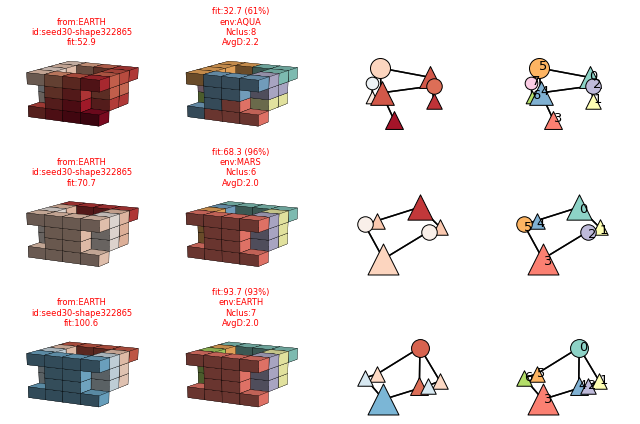 from:EARTH
id:seed30-shape322865
fit:52.9
fit:32.7 (61%)
env:AQUA
Nclus:8
AvgD:2.2
5
0
7
2
4
6
1
3
from:EARTH
id:seed30-shape322865
fit:70.7
fit:68.3 (96%)
env:MARS
Nclus:6
AvgD:2.0
0
5
4
1
2
3
from:EARTH
id:seed30-shape322865
fit:100.6
fit:93.7 (93%)
env:EARTH
Nclus:7
AvgD:2.0
0
6
5
1
4
2
3